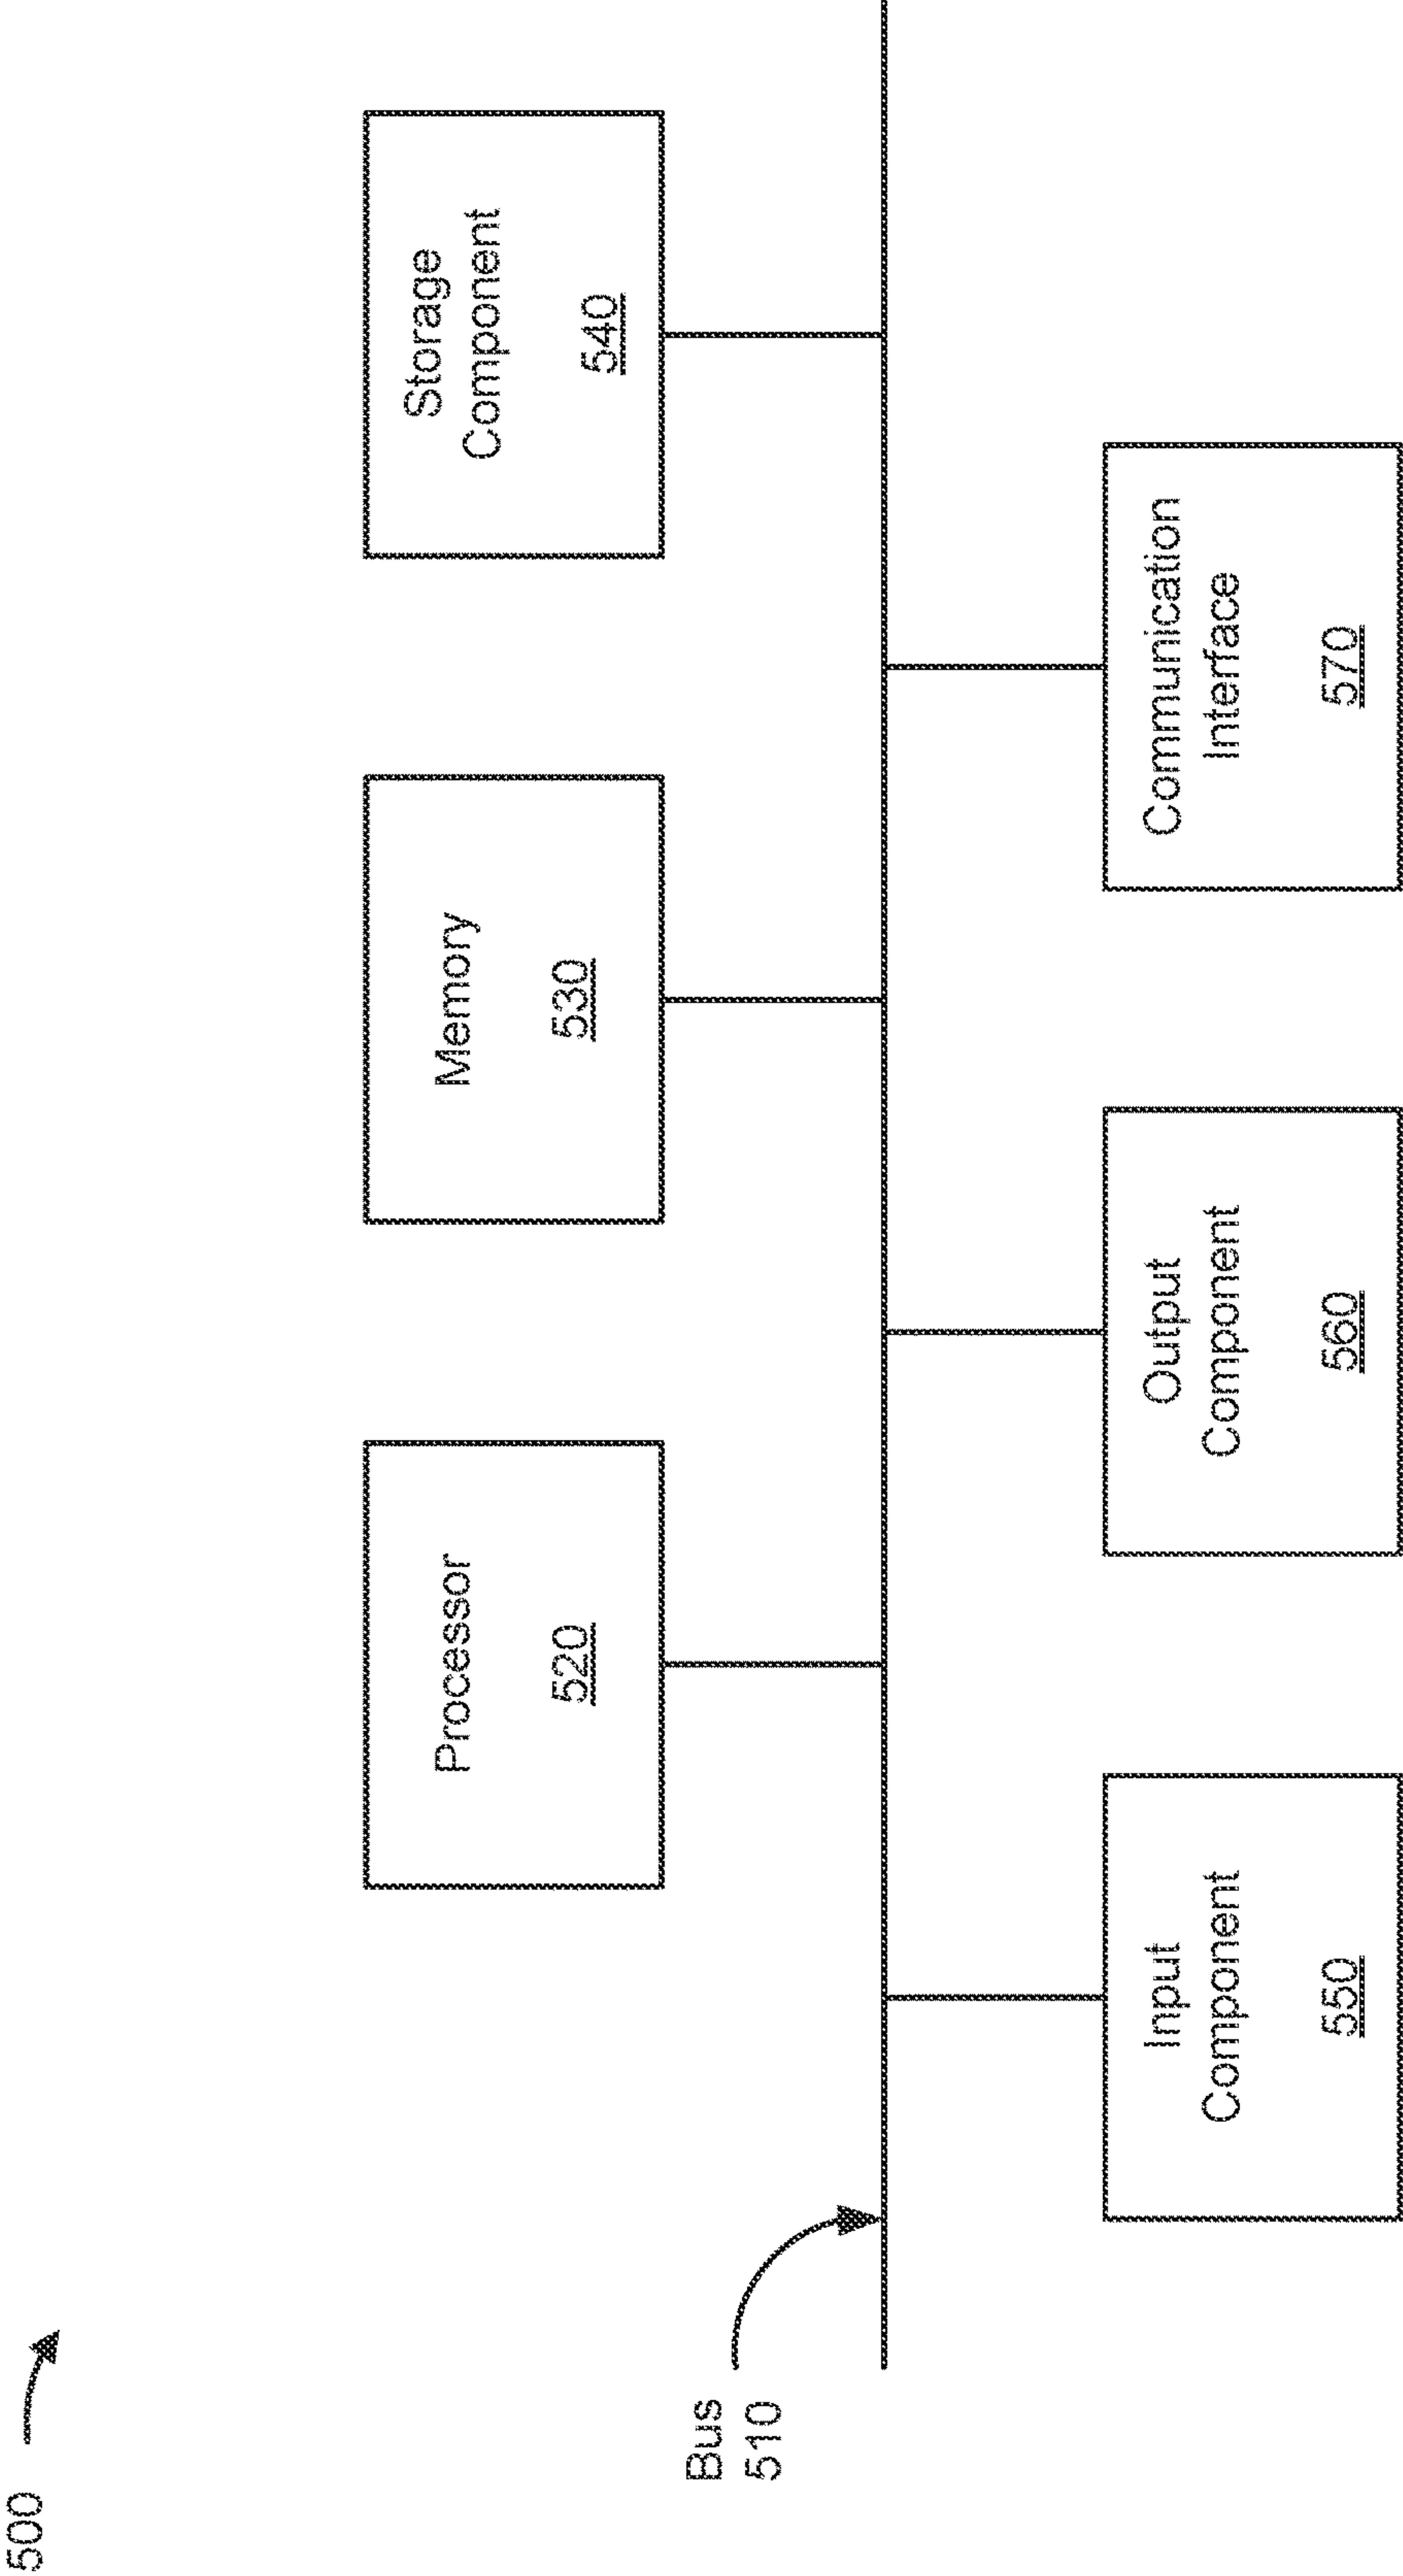 500
Bus
510
Processor
520
Memory
530
Storage
Component
540
Input
Component
550
Output
Component
560
Communication
Interface
570